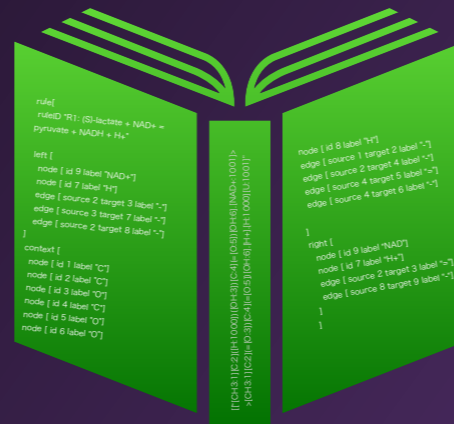 rule[
ruleID "R1: (S)-lactate + NAD+ =
pyruvate + NADH + H+"
left [
node [ id 9 label "NAD+"]
node [ id 7 label "H"]
edge [ source 2 target 3 label "-"]
edge [ source 3 target 7 label "-"]
edge [ source 2 target 8 label "-"]
]
context [
node [ id 1 label "C"]
node [ id 2 label "C"]
node [ id 3 label "O"]
node [ id 4 label "C"]
node [ id 5 label "O"]
node [ id 6 label "O"]
node [ id 8 label "H"]
edge [ source 1 target 2 label "-"]
edge [ source 2 target 4 label "-"]
edge [ source 4 target 5 label "="]
edge [ source 4 target 6 label "-"]
]
right [
node [ id 9 label "NAD"]
node [ id 7 label "H+"]
edge [ source 2 target 3 label "="]
edge [ source 8 target 9 label "-"]
]
]